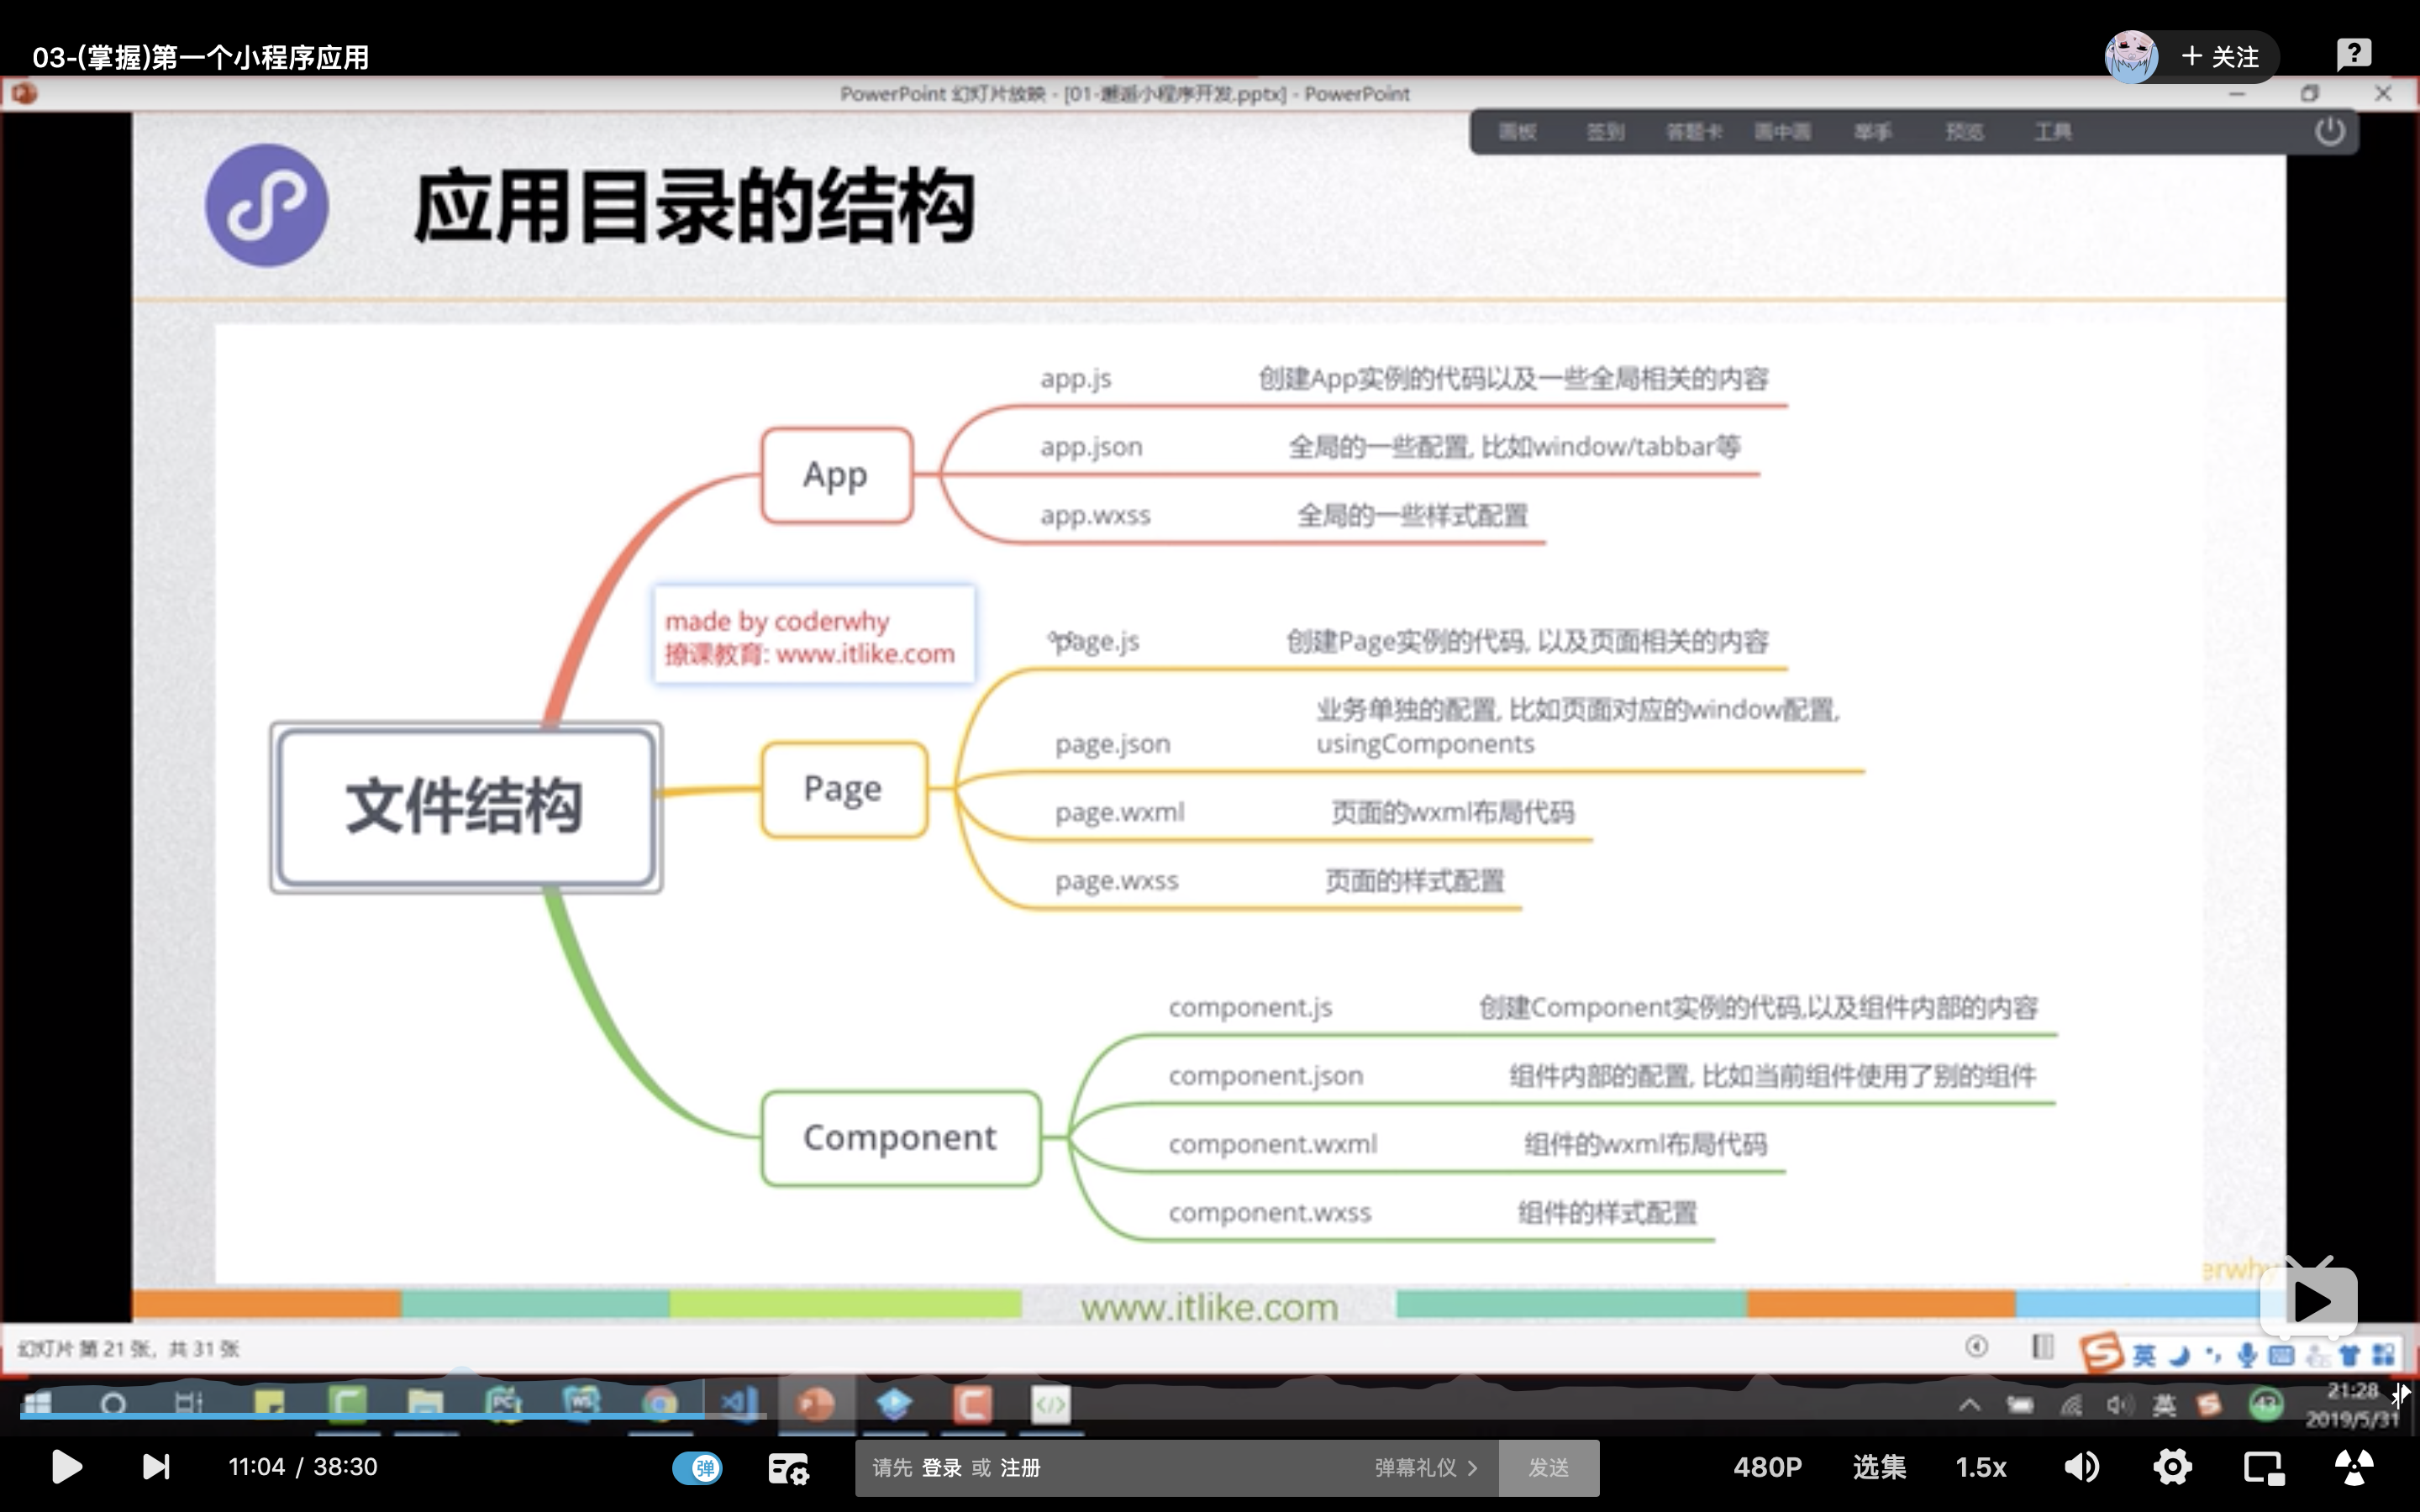 03-(掌握)第一个小程序应用
+ 关注
PowerPoint 幻灯片放映 - [01-邂逅小程序开发.pptx] - PowerPoint
画板 签到 答题卡 画中画 举手 预览 工具
应用目录的结构
app.js 创建App实例的代码以及一些全局相关的内容
App
app.json 全局的一些配置, 比如window/tabbar等
app.wxss 全局的一些样式配置
made by coderwhy
撩课教育: www.itlike.com
page.js 创建Page实例的代码, 以及页面相关的内容
业务单独的配置, 比如页面对应的window配置,
page.json usingComponents
文件结构
Page
page.wxml 页面的wxml布局代码
page.wxss 页面的样式配置
component.js 创建Component实例的代码,以及组件内部的内容
component.json 组件内部的配置, 比如当前组件使用了别的组件
Component
component.wxml 组件的wxml布局代码
component.wxss 组件的样式配置
erwhy
www.itlike.com
幻灯片 第 21 张, 共 31 张
英
英
43
21:28
2019/5/31
11:04 / 38:30
弹
请先 登录 或 注册
弹幕礼仪 >
发送
480P
选集
1.5x